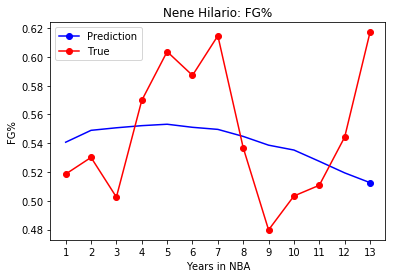 Nene Hilario: FG%
Prediction
True
FG%
0.62
0.60
0.58
0.56
0.54
0.52
0.50
0.48
1 2 3 4 5 6 7 8 9 10 11 12 13
Years in NBA